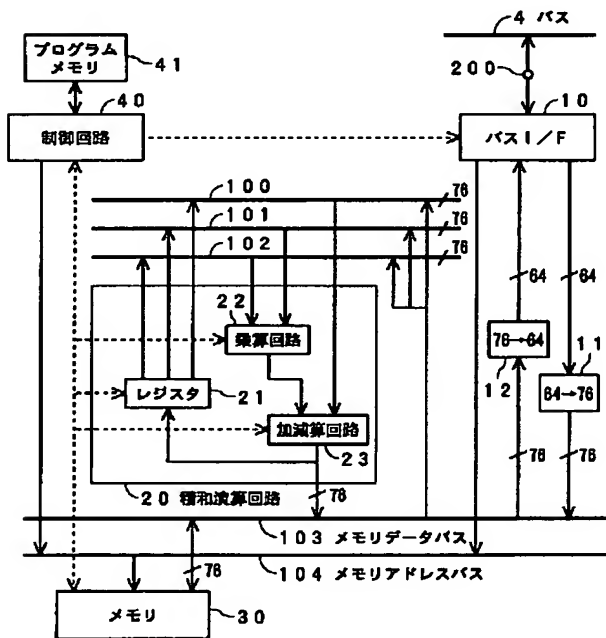 4 バス
プログラム
メモリ
41
200
40
10
制御回路
バスI/F
100
76
101
76
102
76
64
64
22
乗算回路
76→64
11
12
64→76
レジスタ
21
加減算回路
23
76
76
20 積和演算回路
76
103 メモリデータバス
104 メモリアドレスバス
76
メモリ
30